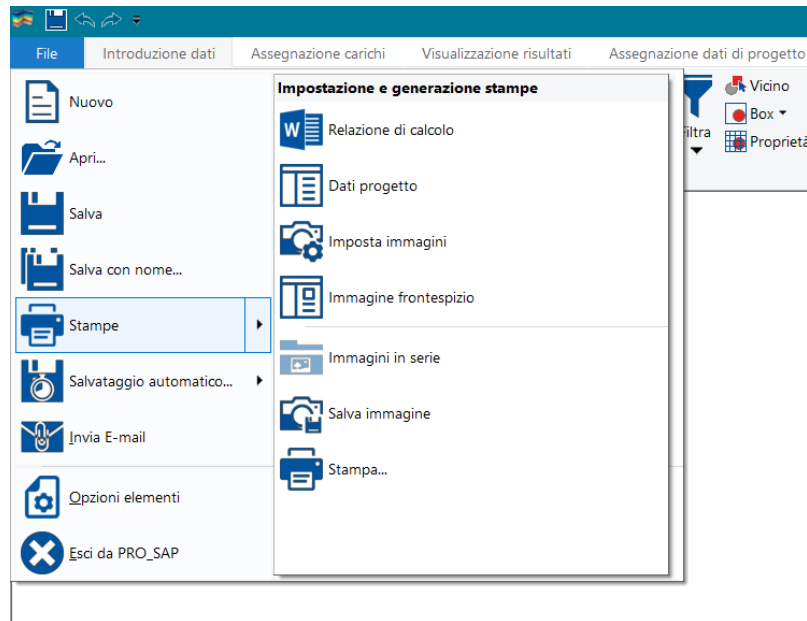 File
Introduzione dati
Assegnazione carichi
Visualizzazione risultati
Assegnazione dati di progetto
Nuovo
Apri...
Salva
Salva con nome...
Stampe
Salvataggio automatico...
Invia E-mail
Opzioni elementi
Esci da PRO_SAP
Impostazione e generazione stampe
W
Relazione di calcolo
Dati progetto
Imposta immagini
Immagine frontespizio
Immagini in serie
Salva immagine
Stampa...
iltra
Vicino
Box
Proprietà